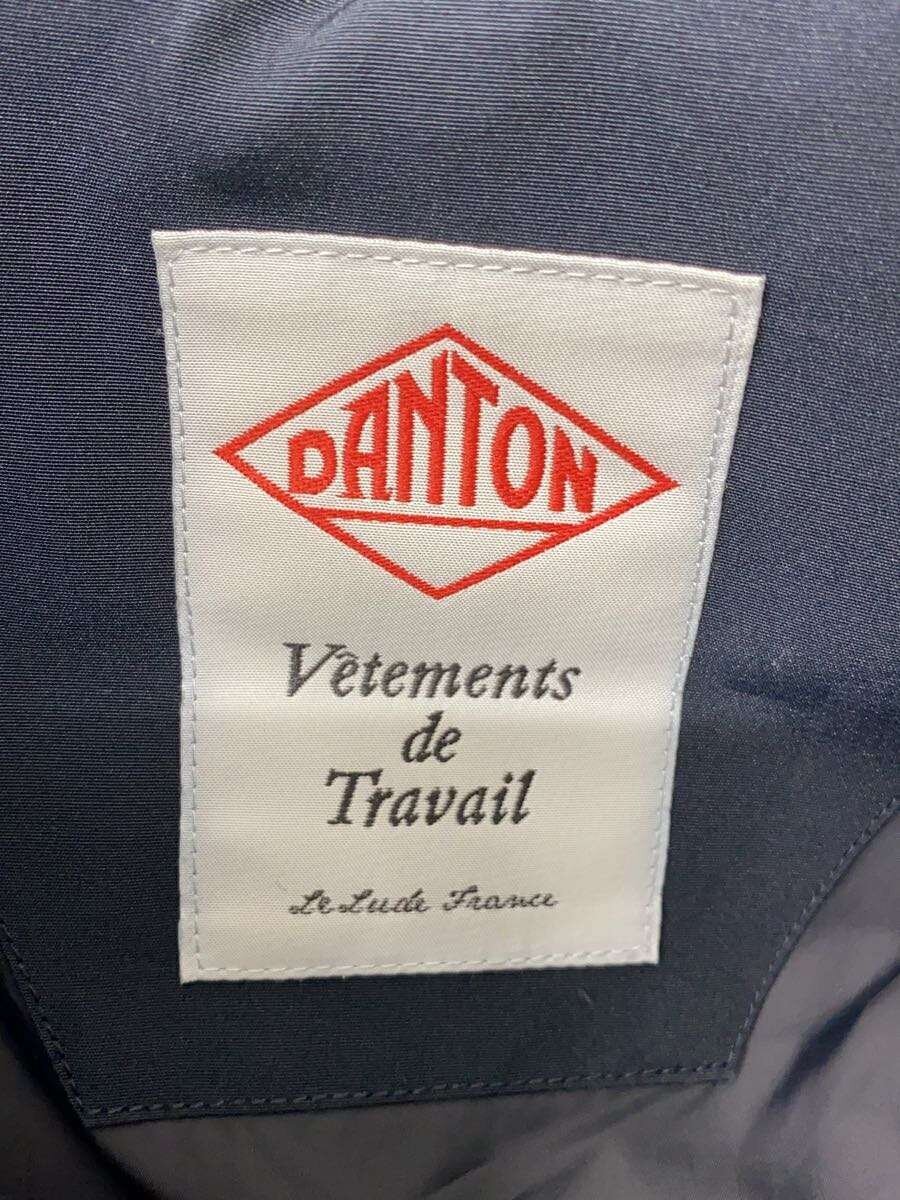 DANTON
Vêtements
de
Travail
Le Lude France